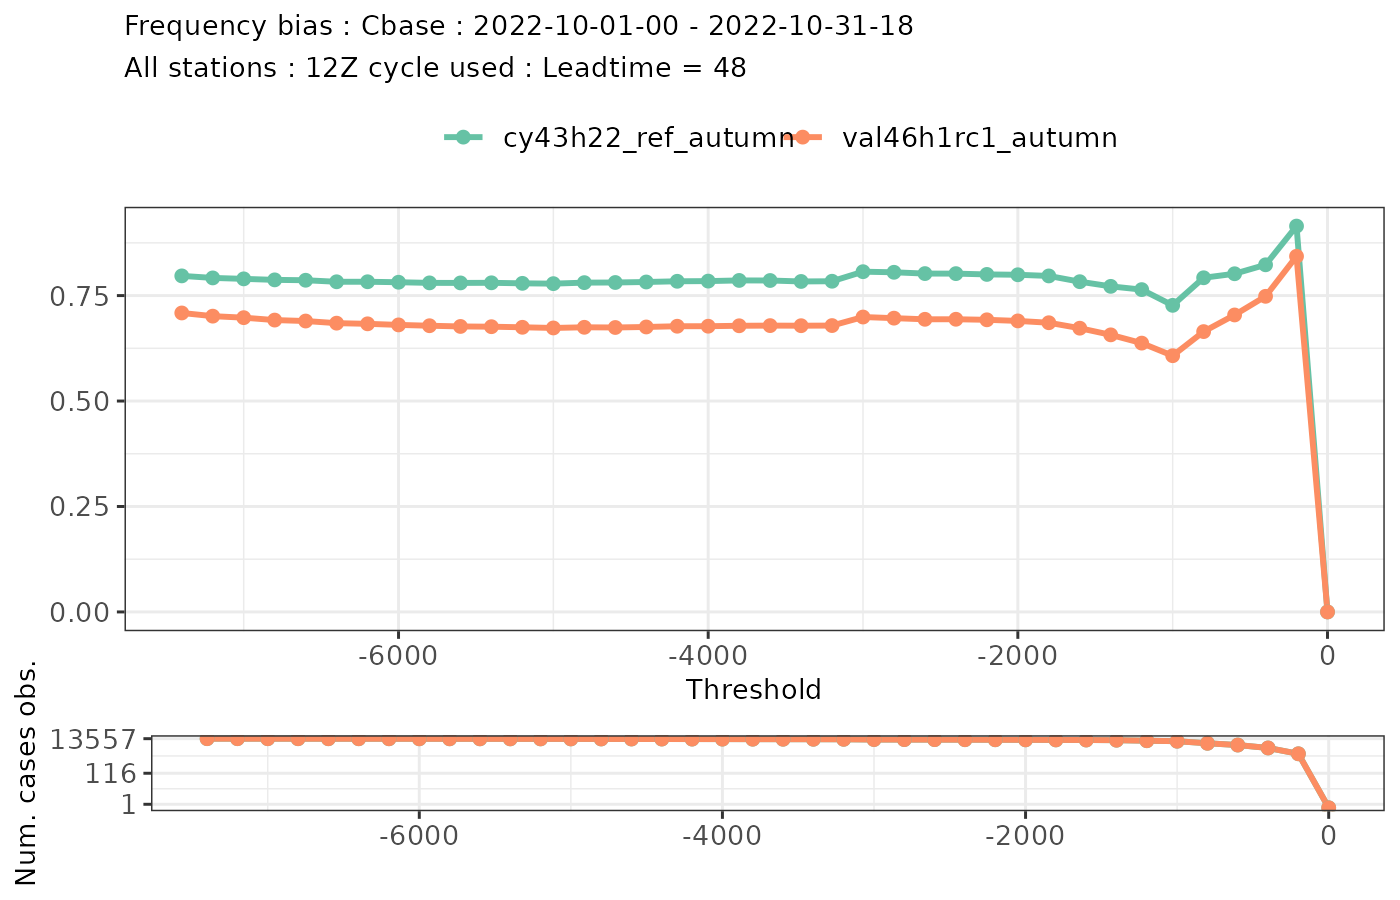 Frequency bias : Cbase : 2022-10-01-00 - 2022-10-31-18
All stations : 12Z cycle used : Leadtime = 48
cy43h22_ref_autumn val46h1rc1_autumn
0.75
0.50
0.25
0.00
-6000 -4000 -2000 0
Threshold
Num. cases obs.
13557
116
1
-6000 -4000 -2000 0